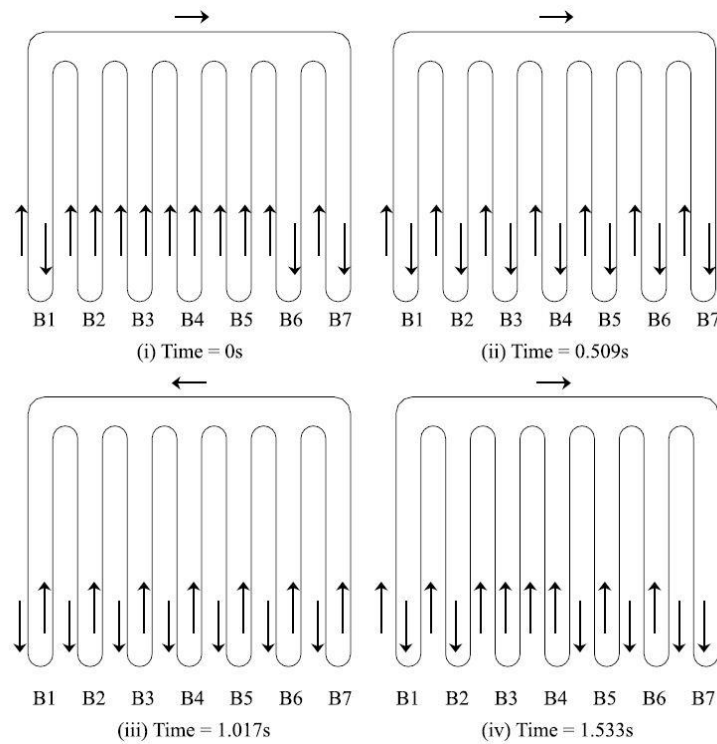 B1 B2 B3 B4 B5 B6 B7
(i) Time = 0s
B1 B2 B3 B4 B5 B6 B7
(ii) Time = 0.509s
B1 B2 B3 B4 B5 B6 B7
(iii) Time = 1.017s
B1 B2 B3 B4 B5 B6 B7
(iv) Time = 1.533s